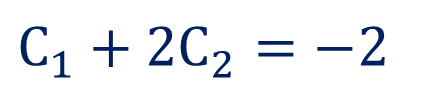 C₁ + 2C₂ = −2